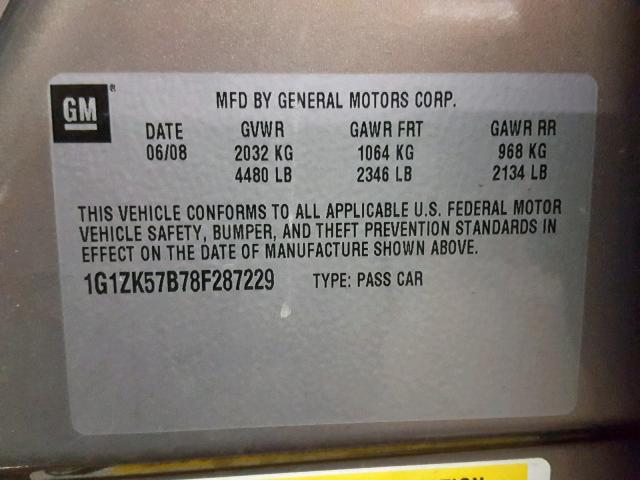 GM®
MFD BY GENERAL MOTORS CORP.
DATE GVWR GAWR FRT GAWR RR
06/08 2032 KG 1064 KG 968 KG
4480 LB 2346 LB 2134 LB
THIS VEHICLE CONFORMS TO ALL APPLICABLE U.S. FEDERAL MOTOR
VEHICLE SAFETY, BUMPER, AND THEFT PREVENTION STANDARDS IN
EFFECT ON THE DATE OF MANUFACTURE SHOWN ABOVE.
1G1ZK57B78F287229 TYPE: PASS CAR